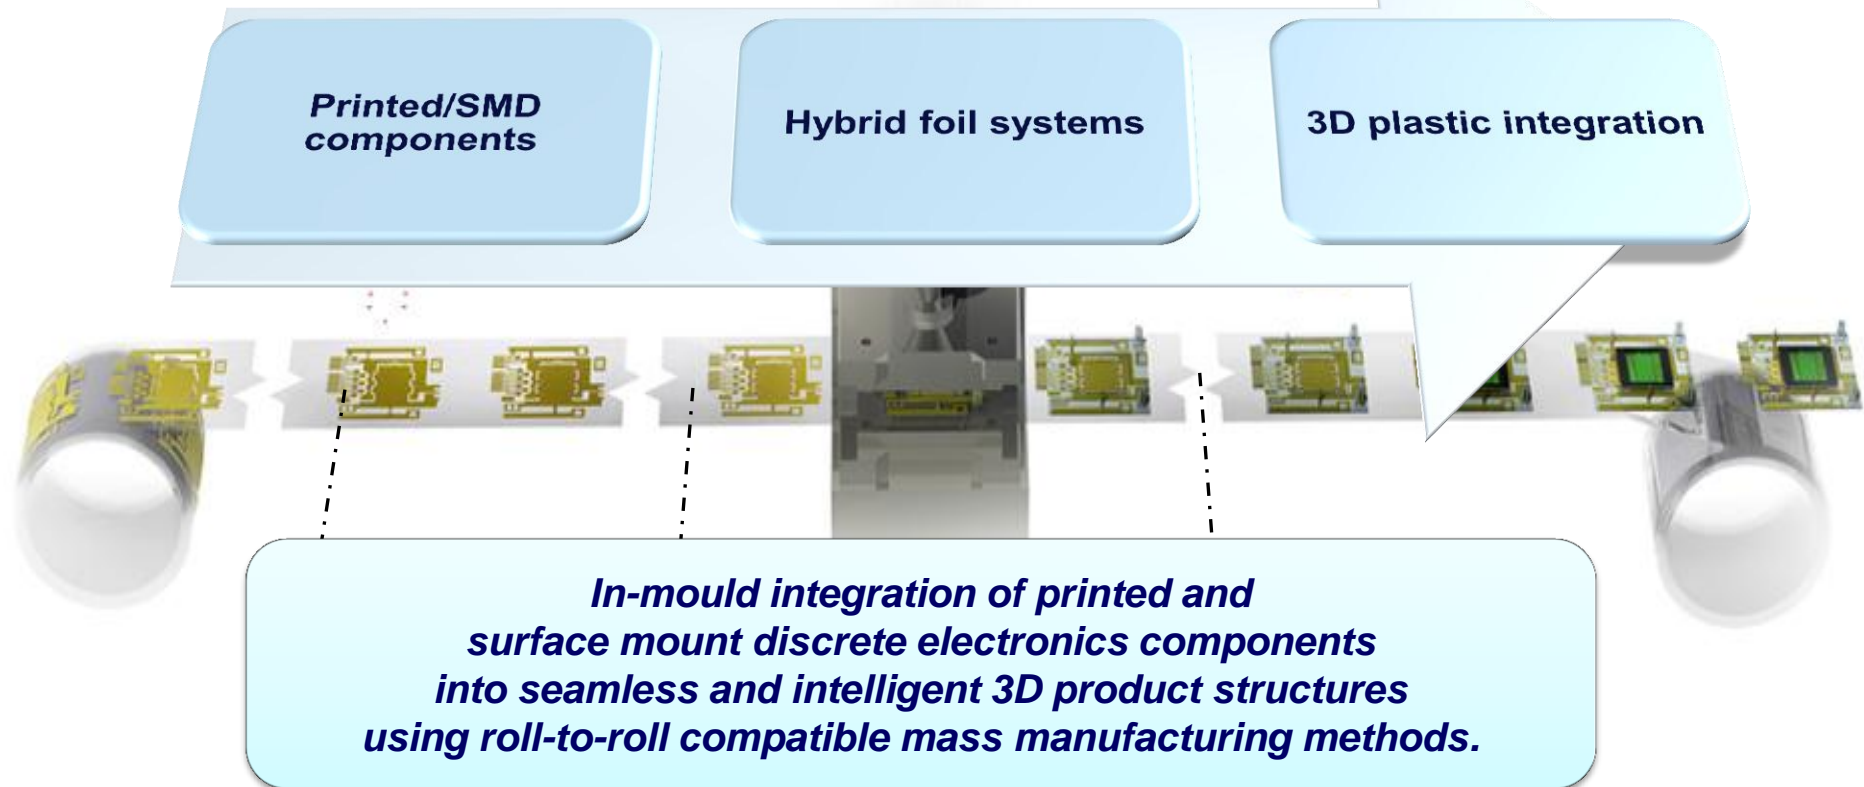 Printed/SMD
components
Hybrid foil systems
3D plastic integration
In-mould integration of printed and
surface mount discrete electronics components
into seamless and intelligent 3D product structures
using roll-to-roll compatible mass manufacturing methods.